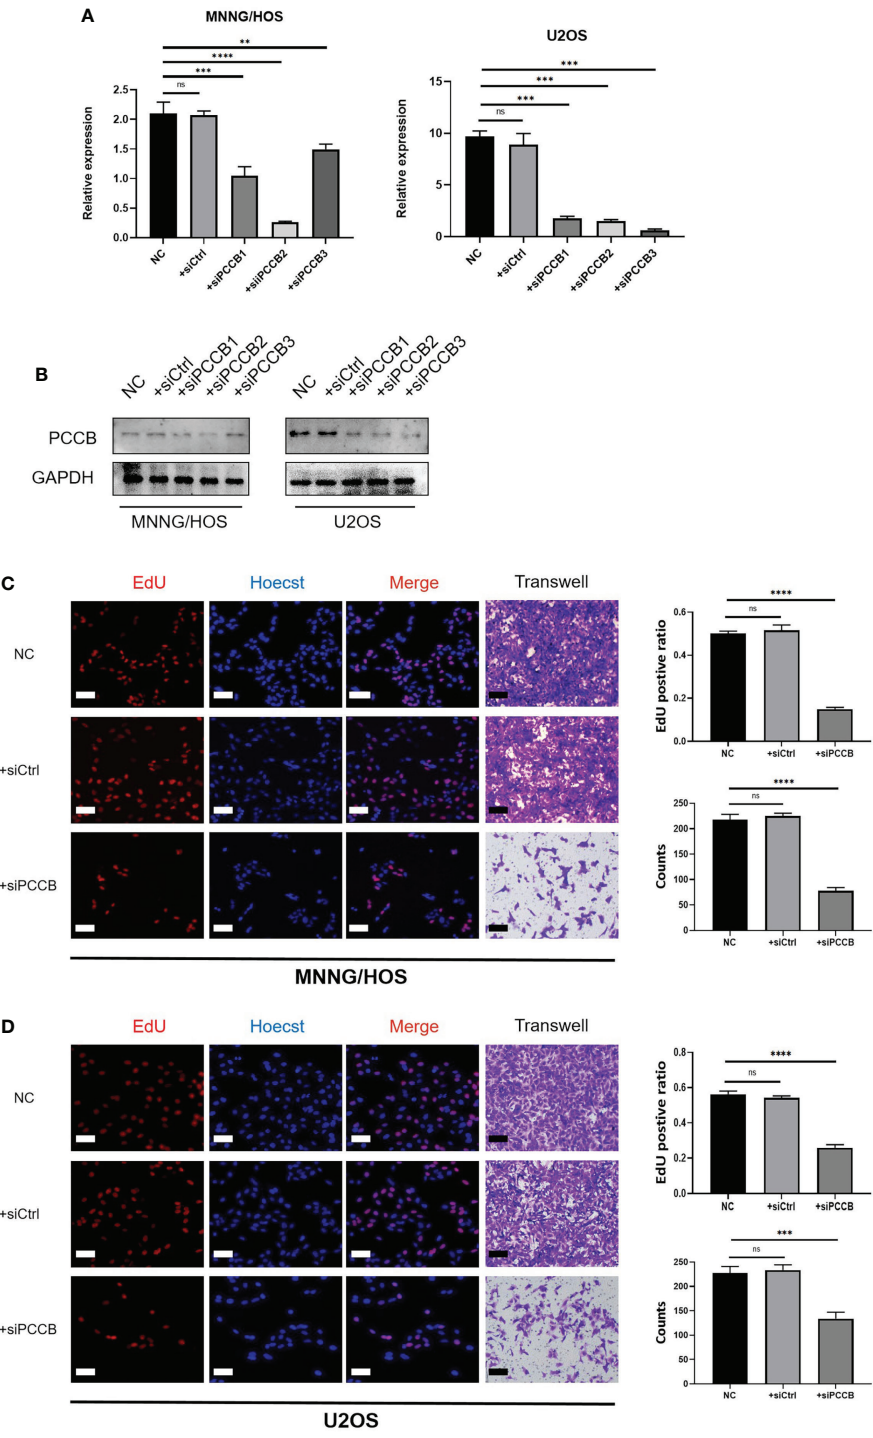 A
MNNG/HOS
U2OS
**
****
***
ns
***
***
***
ns
Relative expression
2.5
2.0
1.5
1.0
0.5
0.0
NC
+siCtrl
+siPCCB1
+siiPCCB2
+siPCCB3
Relative expression
15
10
5
0
NC
+siCtrl
+siPCCB1
+siPCCB2
+siPCCB3
B
NC
+siCtrl
+siPCCB1
+siPCCB2
+siPCCB3
NC
+siCtrl
+siPCCB1
+siPCCB2
+siPCCB3
PCCB
GAPDH
MNNG/HOS
U2OS
C
EdU
Hoecst
Merge
Transwell
NC
+siCtrl
+siPCCB
MNNG/HOS
****
ns
EdU postive ratio
0.6
0.4
0.2
0.0
NC
+siCtrl
+siPCCB
****
ns
Counts
250
200
150
100
50
0
NC
+siCtrl
+siPCCB
D
EdU
Hoecst
Merge
Transwell
NC
+siCtrl
+siPCCB
U2OS
****
ns
EdU postive ratio
0.8
0.6
0.4
0.2
0.0
NC
+siCtrl
+siPCCB
***
ns
Counts
250
200
150
100
50
0
NC
+siCtrl
+siPCCB